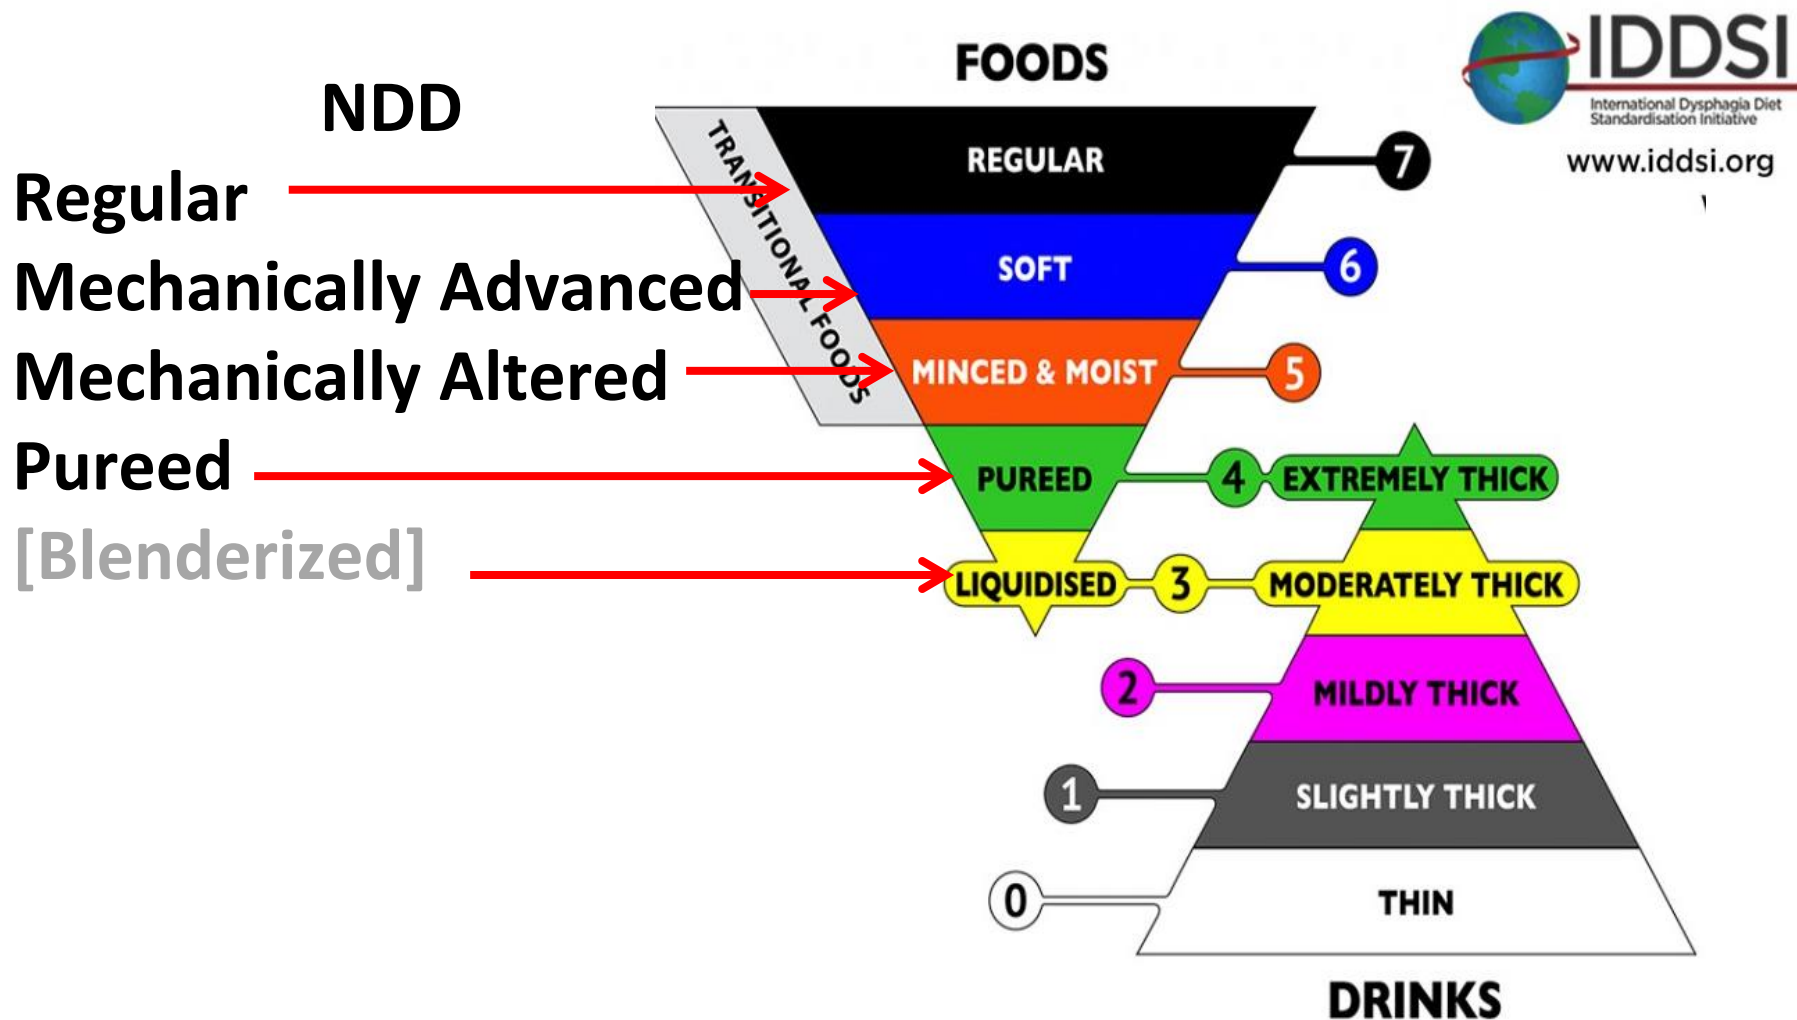 NDD
Regular
Mechanically Advanced
Mechanically Altered
Pureed
[Blenderized]
FOODS
TRANSITIONAL FOODS
REGULAR
7
SOFT
6
MINCED & MOIST
5
PUREED
4
EXTREMELY THICK
LIQUIDISED
3
MODERATELY THICK
2
MILDLY THICK
1
SLIGHTLY THICK
0
THIN
DRINKS
IDDSI
International Dysphagia Diet
Standardisation Initiative
www.iddsi.org